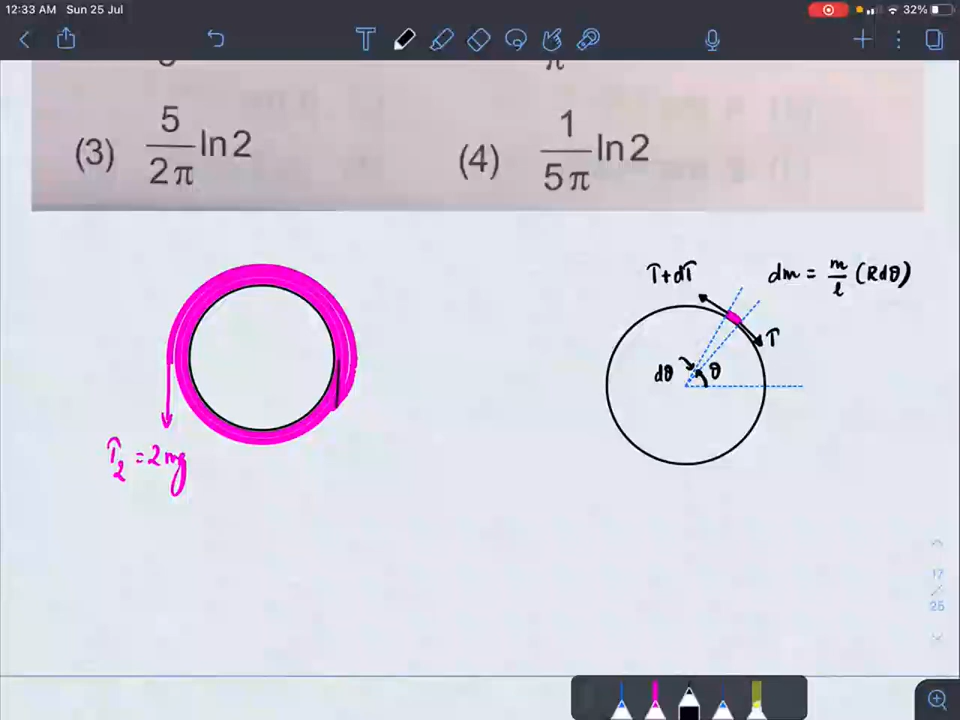 12:33 AM Sun 25 Jul 32%
π
(3) 5/2π ln2 (4) 1/5π ln2
T+dT dm = m/l (Rdθ)
T
dθ θ
T₂ = 2mg
17
25